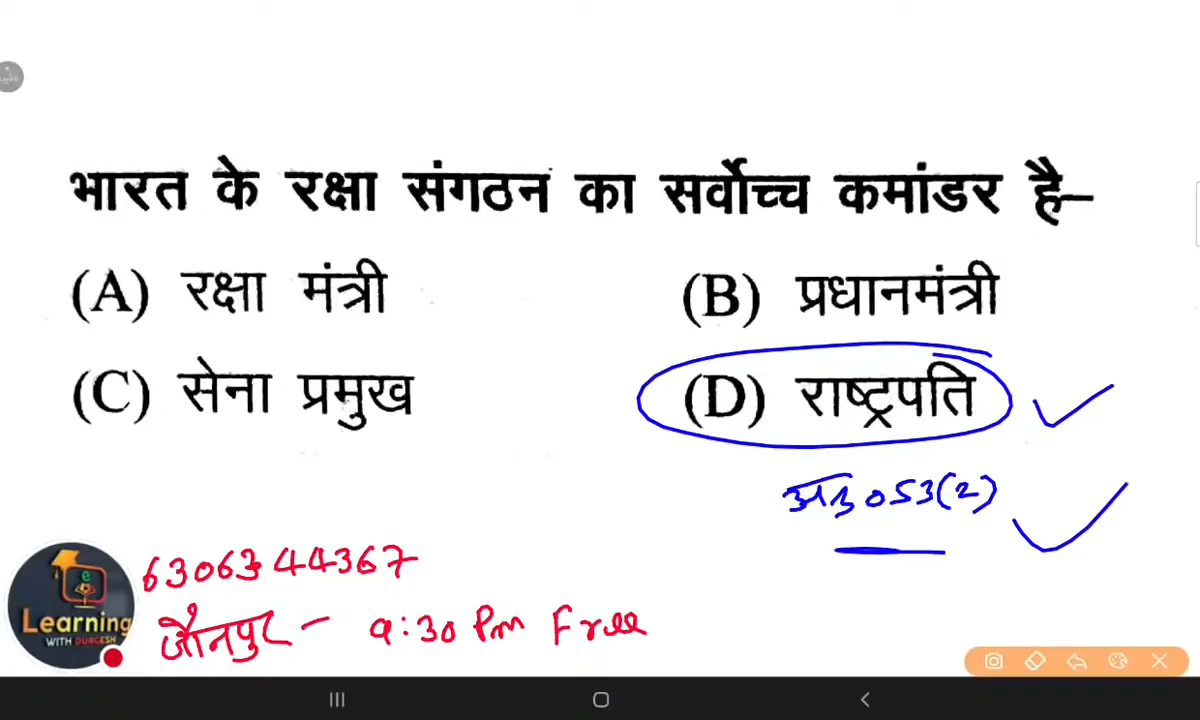 भारत के रक्षा संगठन का सर्वोच्च कमांडर है–
(A) रक्षा मंत्री (B) प्रधानमंत्री
(C) सेना प्रमुख (D) राष्ट्रपति
अनु०53(2)
6306344367
जौनपुर - 9:30 Pm Free
e
Learning
WITH DURGESH